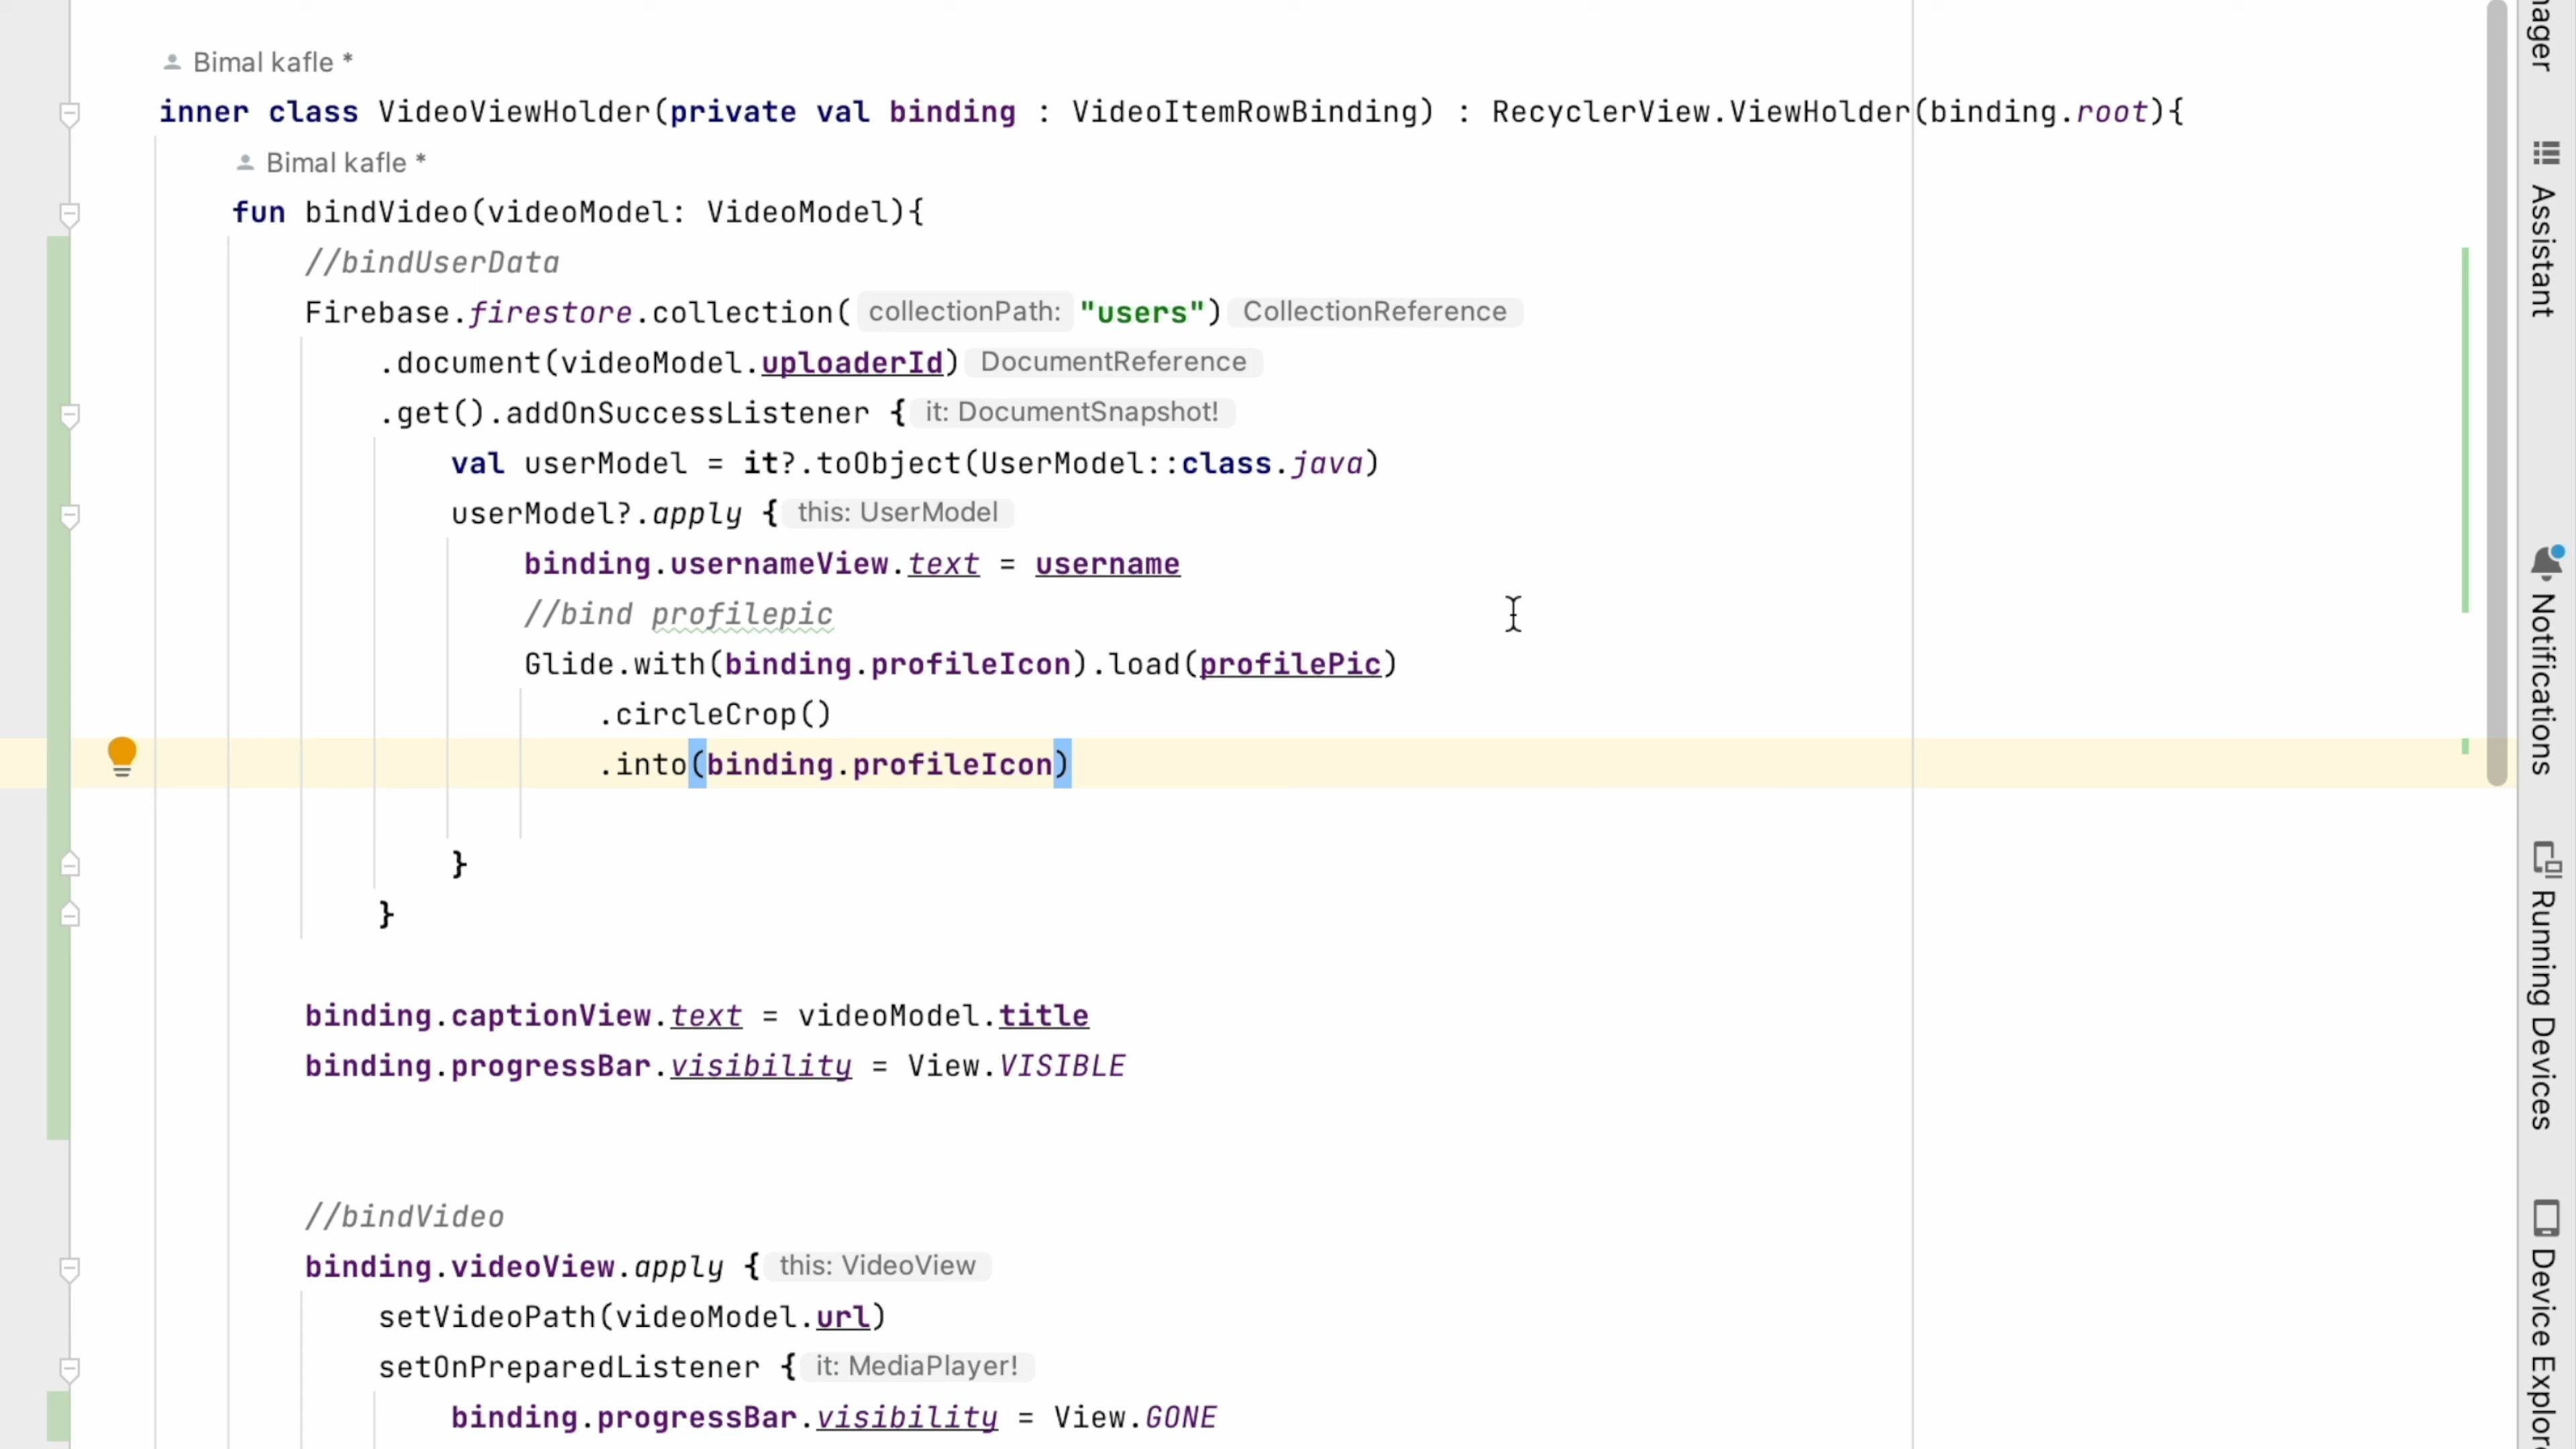 Bimal kafle *
inner class VideoViewHolder(private val binding : VideoItemRowBinding) : RecyclerView.ViewHolder(binding.root){
Bimal kafle *
fun bindVideo(videoModel: VideoModel){
//bindUserData
Firebase.firestore.collection( collectionPath: "users") CollectionReference
.document(videoModel.uploaderId) DocumentReference
.get().addOnSuccessListener { it: DocumentSnapshot!
val userModel = it?.toObject(UserModel::class.java)
userModel?.apply { this: UserModel
binding.usernameView.text = username
//bind profilepic
Glide.with(binding.profileIcon).load(profilePic)
.circleCrop()
.into(binding.profileIcon)
}
}
binding.captionView.text = videoModel.title
binding.progressBar.visibility = View.VISIBLE
//bindVideo
binding.videoView.apply { this: VideoView
setVideoPath(videoModel.url)
setOnPreparedListener { it: MediaPlayer!
binding.progressBar.visibility = View.GONE
Assistant
Notifications
Running Devices
Device Explor